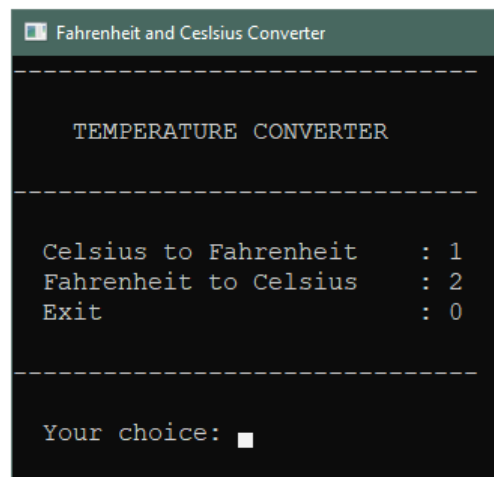 Fahrenheit and Ceslsius Converter
-------------------------------
TEMPERATURE CONVERTER
-------------------------------
Celsius to Fahrenheit : 1
Fahrenheit to Celsius : 2
Exit : 0
-------------------------------
Your choice: